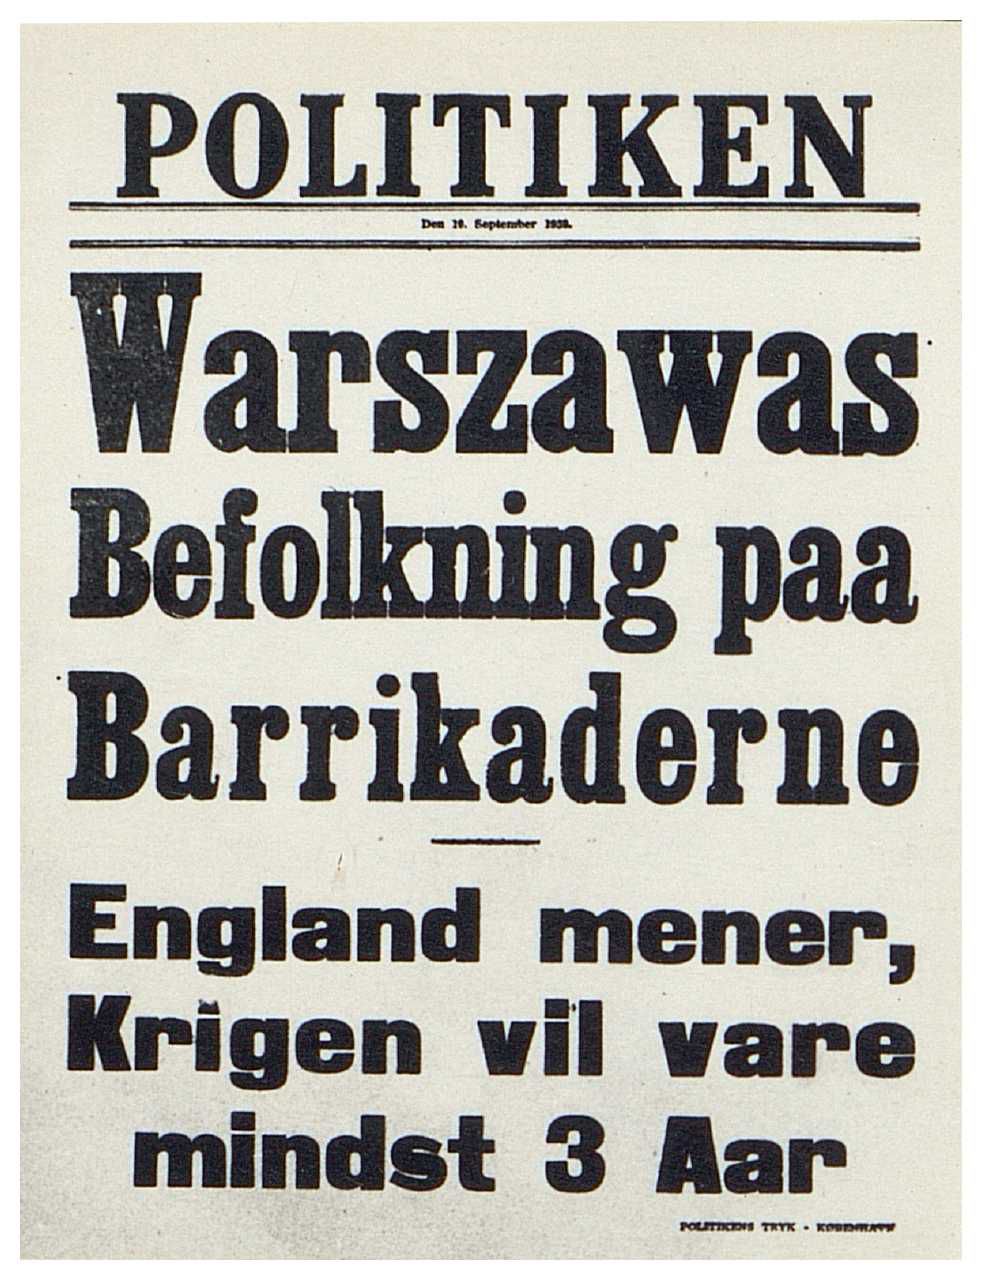 POLITIKEN
Den 10. September 1939.
Warszawas
Befolkning paa
Barrikaderne
England mener,
Krigen vil vare
mindst 3 Aar
POLITIKENS TRYK - KØBENHAVN